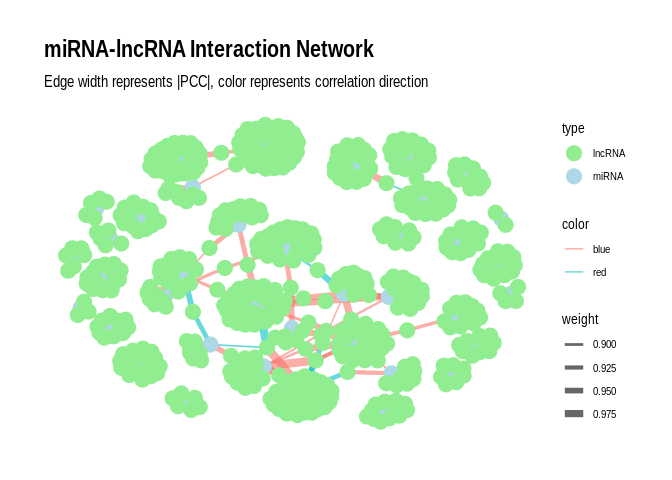 miRNA-lncRNA Interaction Network
Edge width represents |PCC|, color represents correlation direction
type
lncRNA
miRNA
color
blue
red
weight
0.900
0.925
0.950
0.975